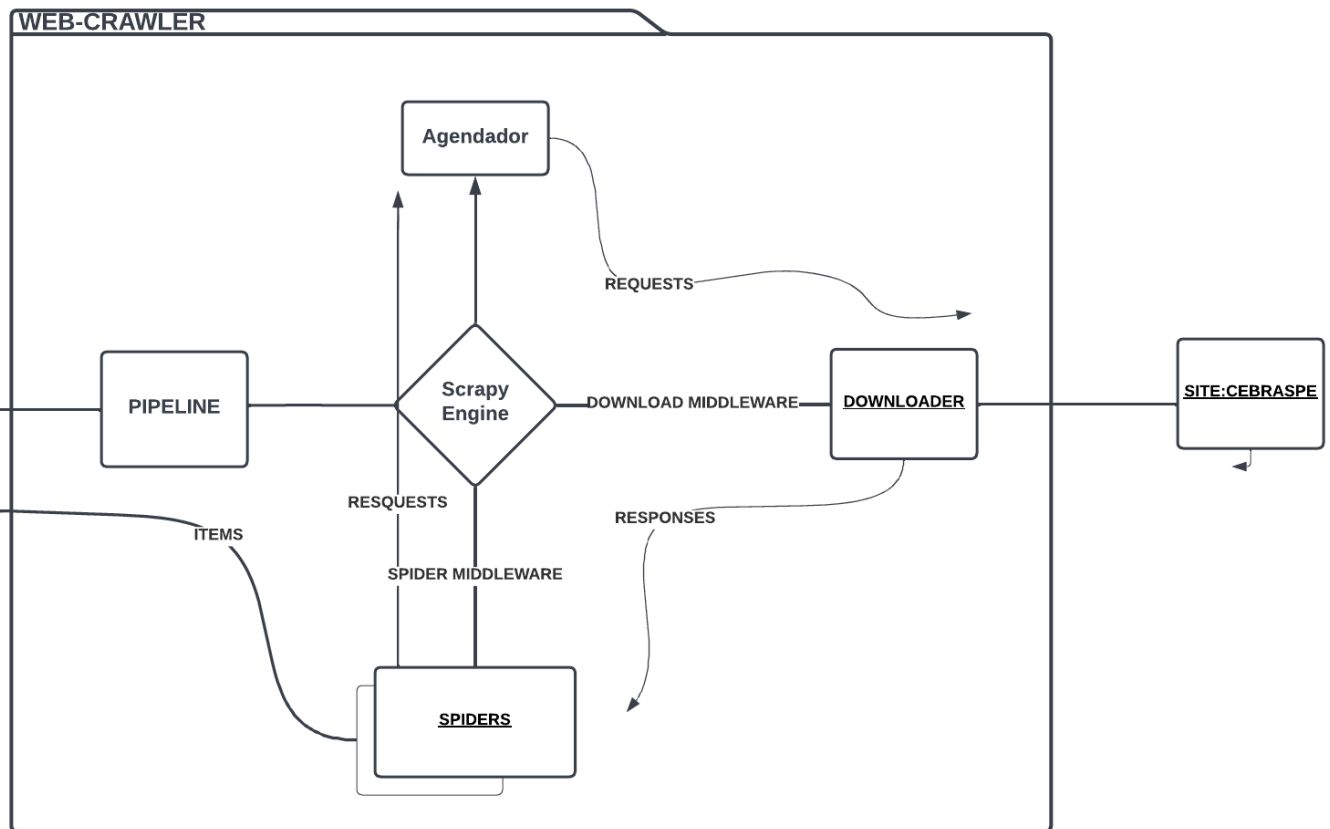 WEB-CRAWLER
Agendador
REQUESTS
PIPELINE
Scrapy
Engine
DOWNLOAD MIDDLEWARE
DOWNLOADER
SITE:CEBRASPE
RESQUESTS
RESPONSES
ITEMS
SPIDER MIDDLEWARE
SPIDERS